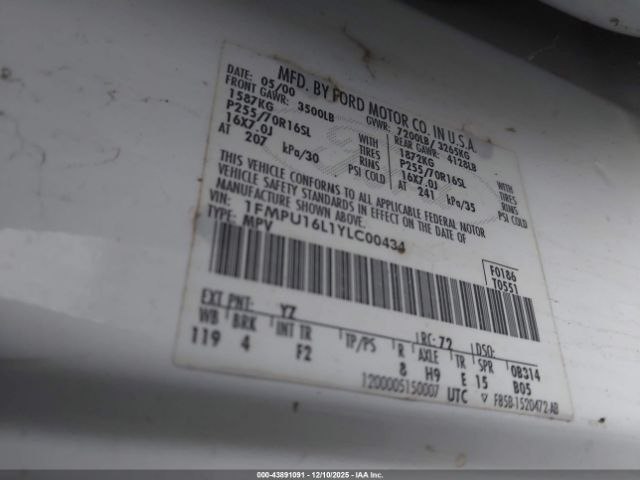 MFD. BY FORD MOTOR CO. IN U.S.A.
DATE: 05/00 GVWR: 7200LB/ 3265KG
FRONT GAWR: 3500LB REAR GAWR: 4128LB
1587KG WITH 1872KG WITH
P255/70R16SL TIRES P255/70R16SL TIRES
16X7.0J RIMS 16X7.0J RIMS
AT 207 kPa/30 PSI COLD AT 241 kPa/35 PSI COLD
THIS VEHICLE CONFORMS TO ALL APPLICABLE FEDERAL MOTOR
VEHICLE SAFETY STANDARDS IN EFFECT ON THE DATE OF
MANUFACTURE SHOWN ABOVE.
VIN: 1FMPU16L1YLC00434
TYPE: MPV
F0186
T0551
EXT PNT: YZ RC: 72 DSO:
WB BRK INT TR TP/PS R AXLE TR SPR 0B314
119 4 F2 8 H9 E 15 B05
1200005150007 UTC F85B-1520472 AB
000-43891091 - 12/10/2025 - IAA Inc.